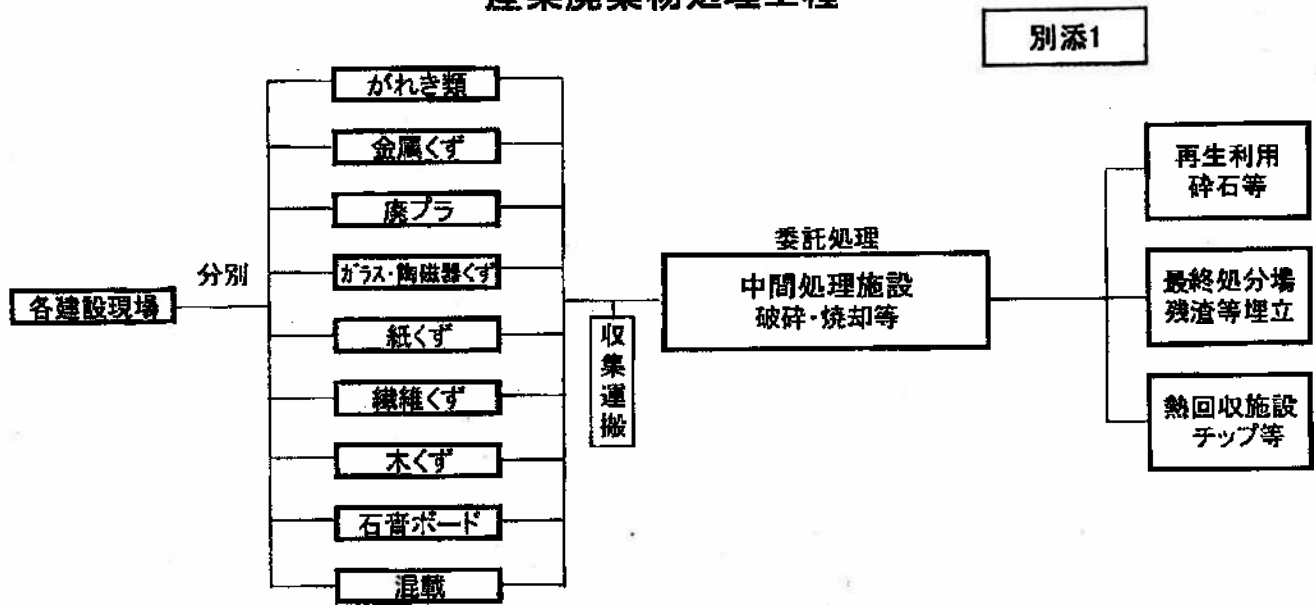 産業廃棄物処理工程
別添1
各建設現場
分別
がれき類
金属くず
廃プラ
ガラス・陶磁器くず
紙くず
繊維くず
木くず
石膏ボード
混載
収集運搬
委託処理
中間処理施設
破砕・焼却等
再生利用
砕石等
最終処分場
残渣等埋立
熱回収施設
チップ等